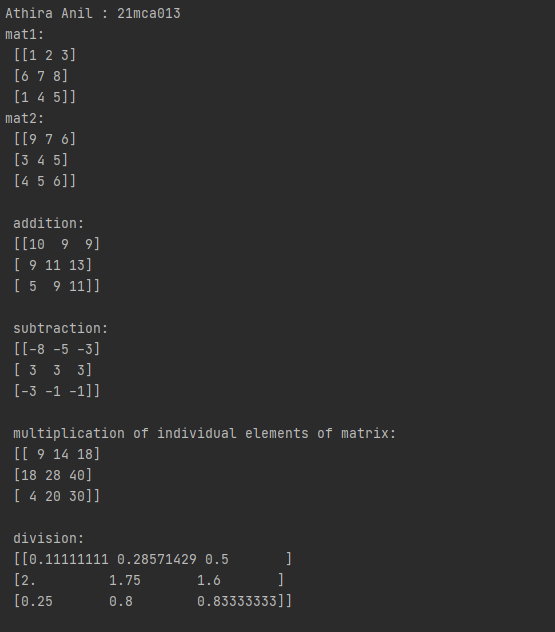 Athira Anil : 21mca013
mat1:
 [[1 2 3]
 [6 7 8]
 [1 4 5]]
mat2:
 [[9 7 6]
 [3 4 5]
 [4 5 6]]

 addition:
 [[10  9  9]
 [ 9 11 13]
 [ 5  9 11]]

 subtraction:
 [[-8 -5 -3]
 [ 3  3  3]
 [-3 -1 -1]]

 multiplication of individual elements of matrix:
 [[ 9 14 18]
 [18 28 40]
 [ 4 20 30]]

 division:
 [[0.11111111 0.28571429 0.5       ]
 [2.         1.75       1.6       ]
 [0.25       0.8        0.83333333]]